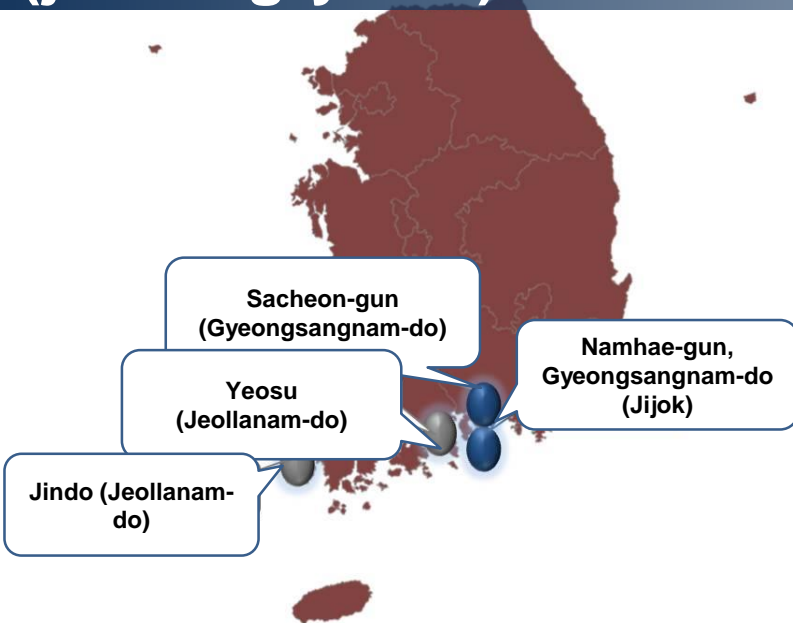 Sacheon-gun
(Gyeongsangnam-do)
Namhae-gun,
Gyeongsangnam-do
(Jijok)
Yeosu
(Jeollanam-do)
Jindo (Jeollanam-
do)